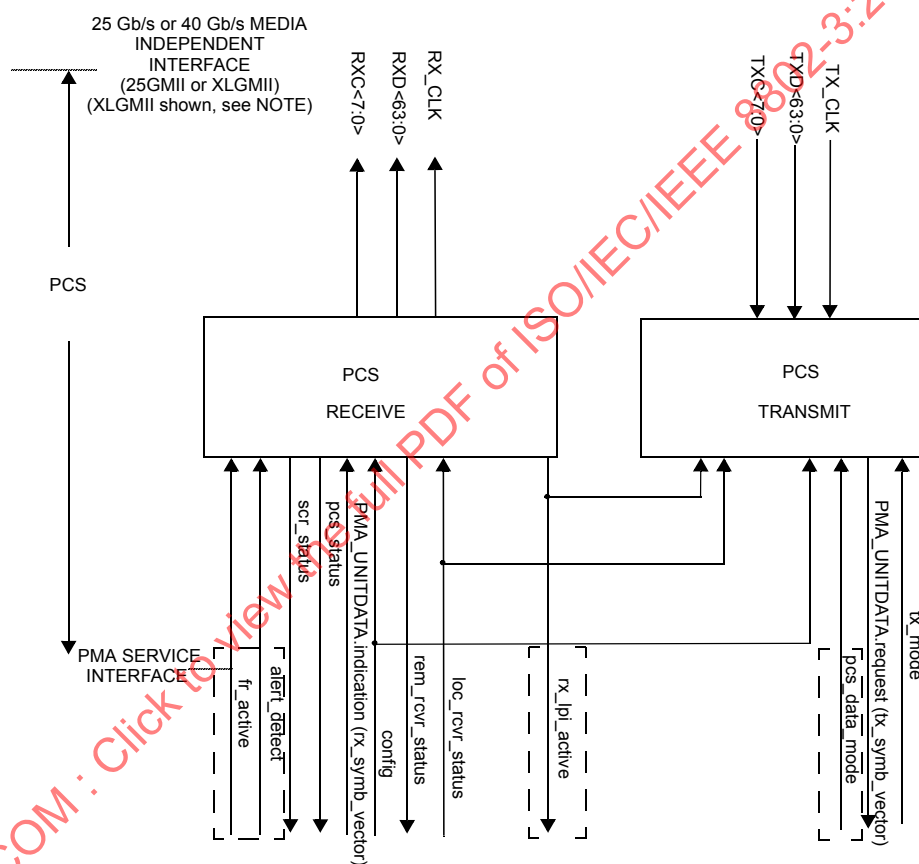 25 Gb/s or 40 Gb/s MEDIA
INDEPENDENT
INTERFACE
(25GMII or XLGMII)
(XLGMII shown, see NOTE)
RXC<7:0>
RXD<63:0>
RX_CLK
TXC<7:0>
TXD<63:0>
TX_CLK
PCS
PCS
RECEIVE
PCS
TRANSMIT
PMA SERVICE
INTERFACE
fr_active
alert_detect
scr_status
pcs_status
PMA_UNITDATA.indication (rx_symb_vector)
config
rem_rcvr_status
loc_rcvr_status
rx_lpi_active
pcs_data_mode
PMA_UNITDATA.request (tx_symb_vector)
tx_mode
COM : Click to view the full PDF of ISO/IEC/IEEE 8802-3:2